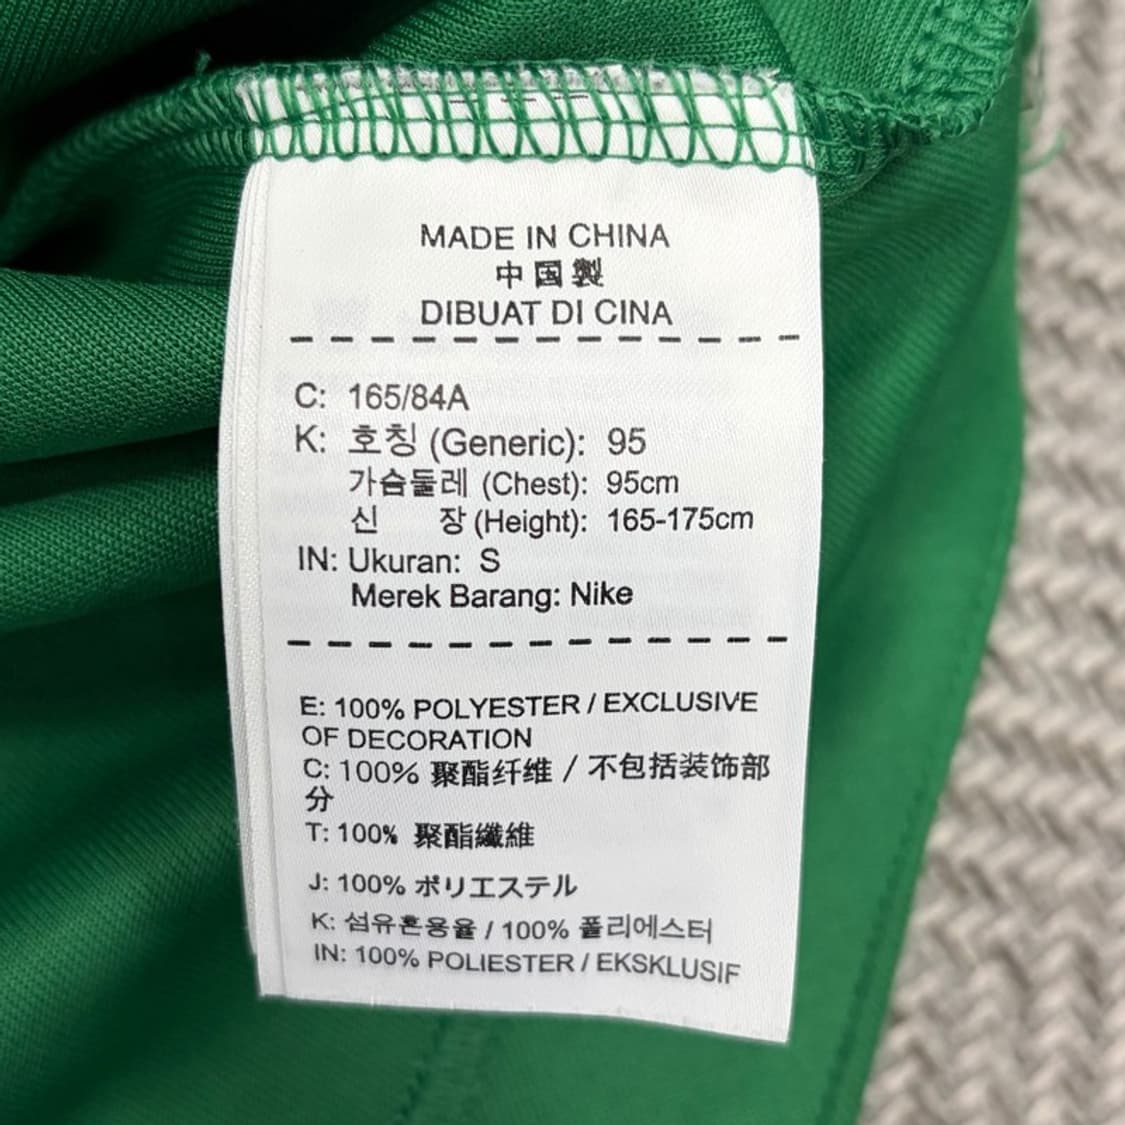 MADE IN CHINA
中国製
DIBUAT DI CINA
C: 165/84A
K: 호칭 (Generic): 95
가슴둘레 (Chest): 95cm
신 장 (Height): 165-175cm
IN: Ukuran: S
Merek Barang: Nike
E: 100% POLYESTER / EXCLUSIVE
OF DECORATION
C: 100% 聚酯纤维 / 不包括装饰部
分
T: 100% 聚酯纖維
J: 100% ポリエステル
K: 섬유혼용율 / 100% 폴리에스터
IN: 100% POLIESTER / EKSKLUSIF